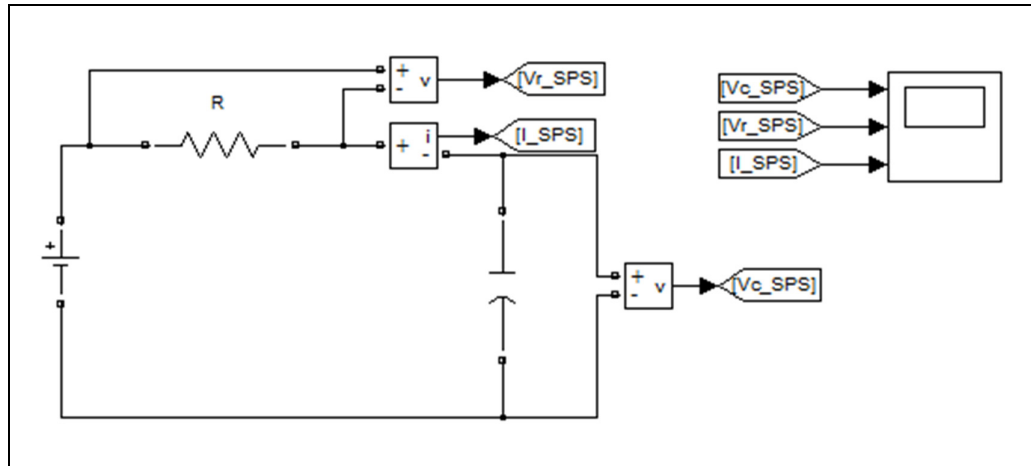 +
-
v
[Vr_SPS]
R
+
i
-
[I_SPS]
[Vc_SPS]
[Vr_SPS]
[I_SPS]
+
+
-
v
[Vc_SPS]